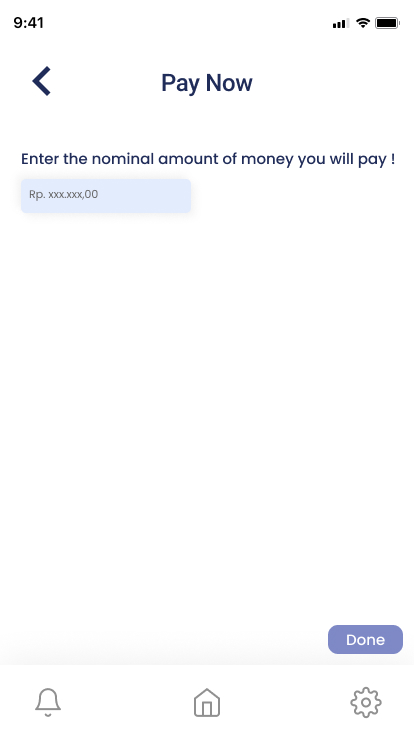 9:41
Pay Now
Enter the nominal amount of money you will pay !
Rp. xxx.xxx,00
Done